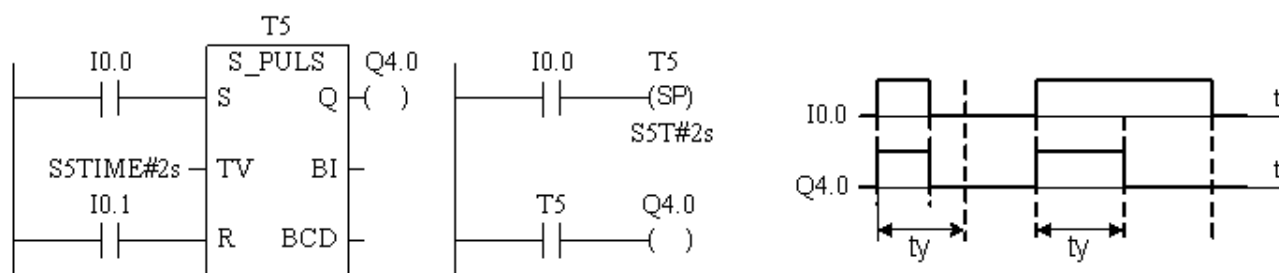 T5
I0.0
S_PULS
Q4.0
S
Q
( )
S5TIME#2s
TV
BI
I0.1
R
BCD
I0.0
T5
(SP)
S5T#2s
T5
Q4.0
( )
I0.0
t
Q4.0
t
ty
ty